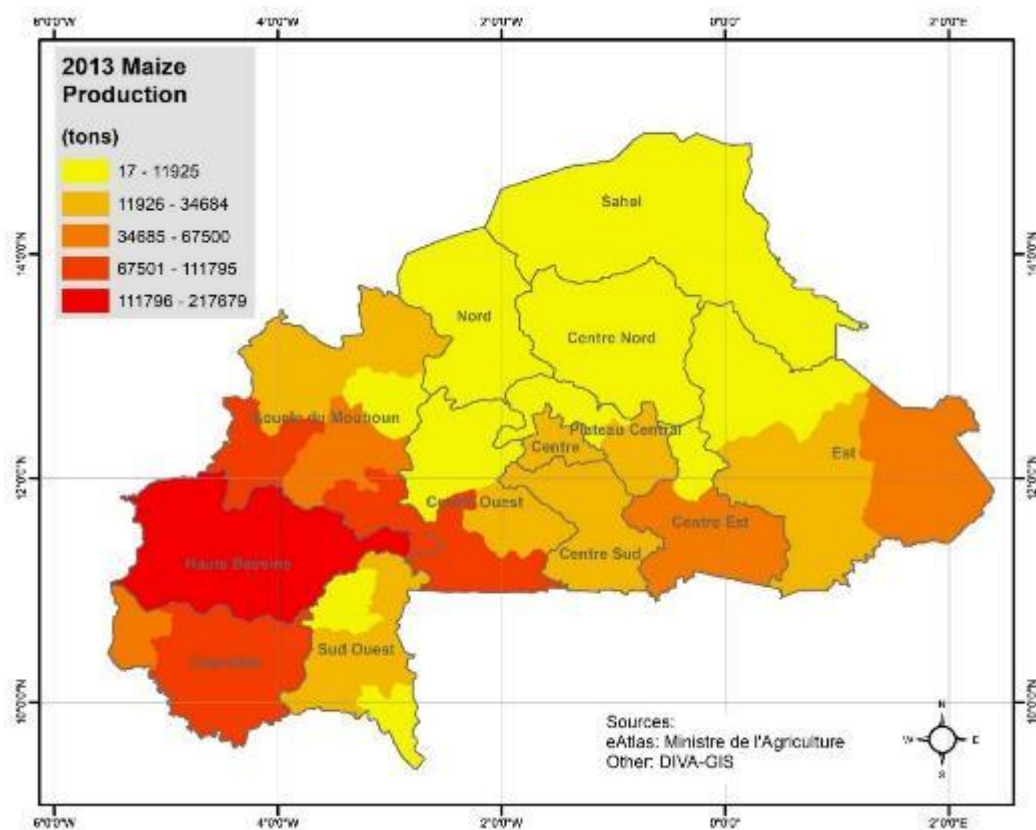 6°0'0"W 4°0'0"W 2°0'0"W 0°0'0" 2°0'0"E
2013 Maize
Production
(tons)
17 - 11925
11926 - 34684
34685 - 67500
67501 - 111795
111796 - 217679
14°0'0"N 14°0'0"N
Sahel
Nord
Centre Nord
Boucle du Mouhoun
Plateau Central
Centre
Est
12°0'0"N 12°0'0"N
Centre Ouest
Centre Est
Centre Sud
Hauts Bassins
Sud Ouest
10°0'0"N 10°0'0"N
Sources:
eAtlas: Ministre de l'Agriculture
Other: DIVA-GIS
N
W E
S
6°0'0"W 4°0'0"W 2°0'0"W 0°0'0" 2°0'0"E